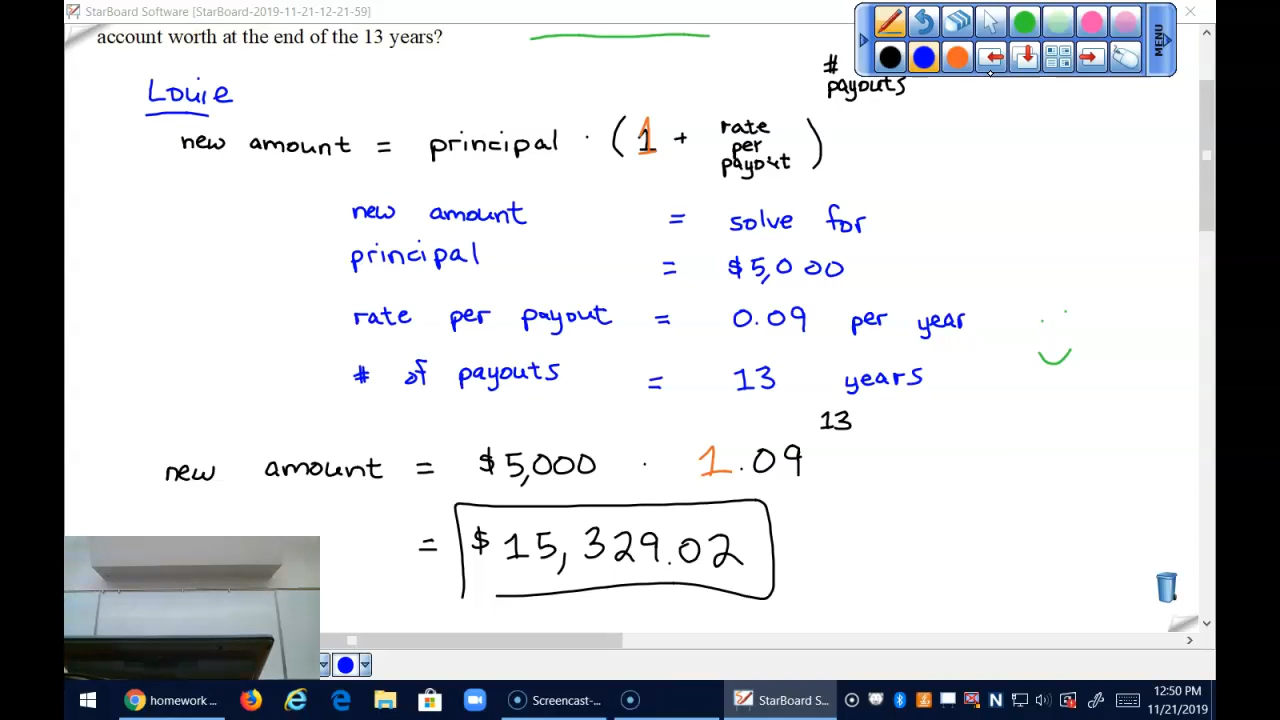 StarBoard Software [StarBoard-2019-11-21-12-21-59]
account worth at the end of the 13 years?
MENU
#
payouts
Louie
new amount = principal · (1 + rate per payout)
new amount = solve for
principal = $5,000
rate per payout = 0.09 per year
# of payouts = 13 years
13
new amount = $5,000 · 1.09
= $15,329.02
homework ...
Screencast-...
StarBoard S...
N
12:50 PM
11/21/2019